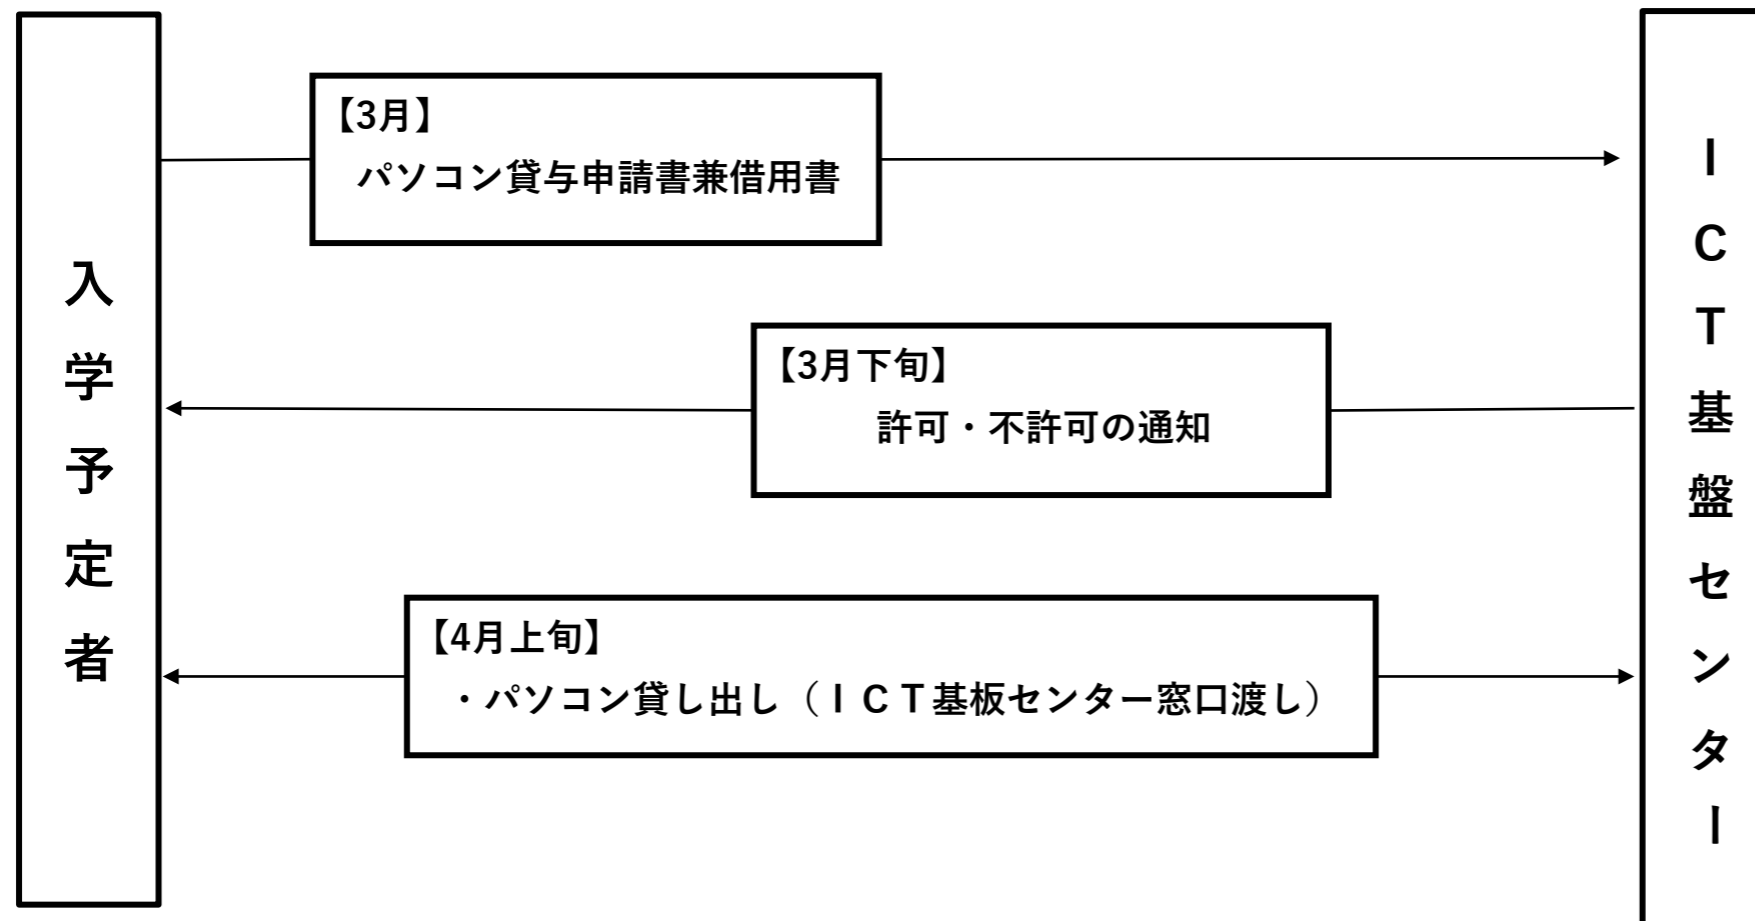 入学予定者
【3月】
パソコン貸与申請書兼借用書
【3月下旬】
許可・不許可の通知
【4月上旬】
・パソコン貸し出し（ＩＣＴ基板センター窓口渡し）
ＩＣＴ基盤センター